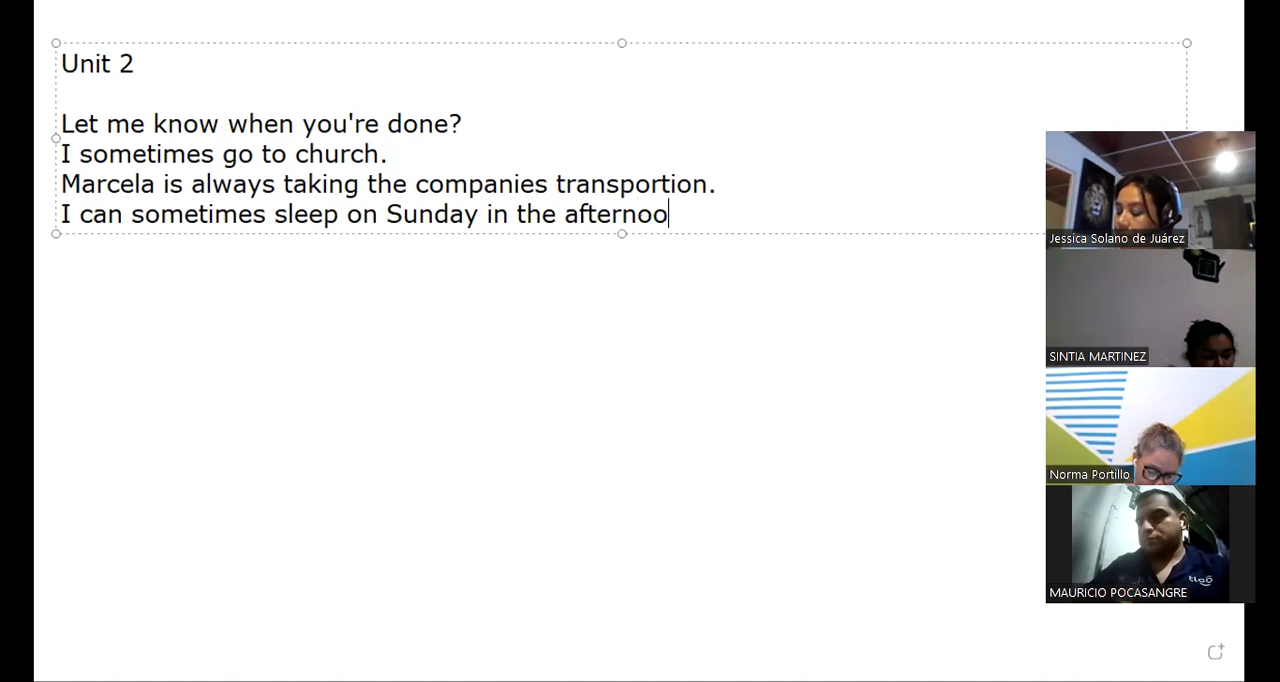 Unit 2
Let me know when you're done?
I sometimes go to church.
Marcela is always taking the companies transportion.
I can sometimes sleep on Sunday in the afternoo
Jessica Solano de Juárez
SINTIA MARTINEZ
Norma Portillo
tigo
MAURICIO POCASANGRE